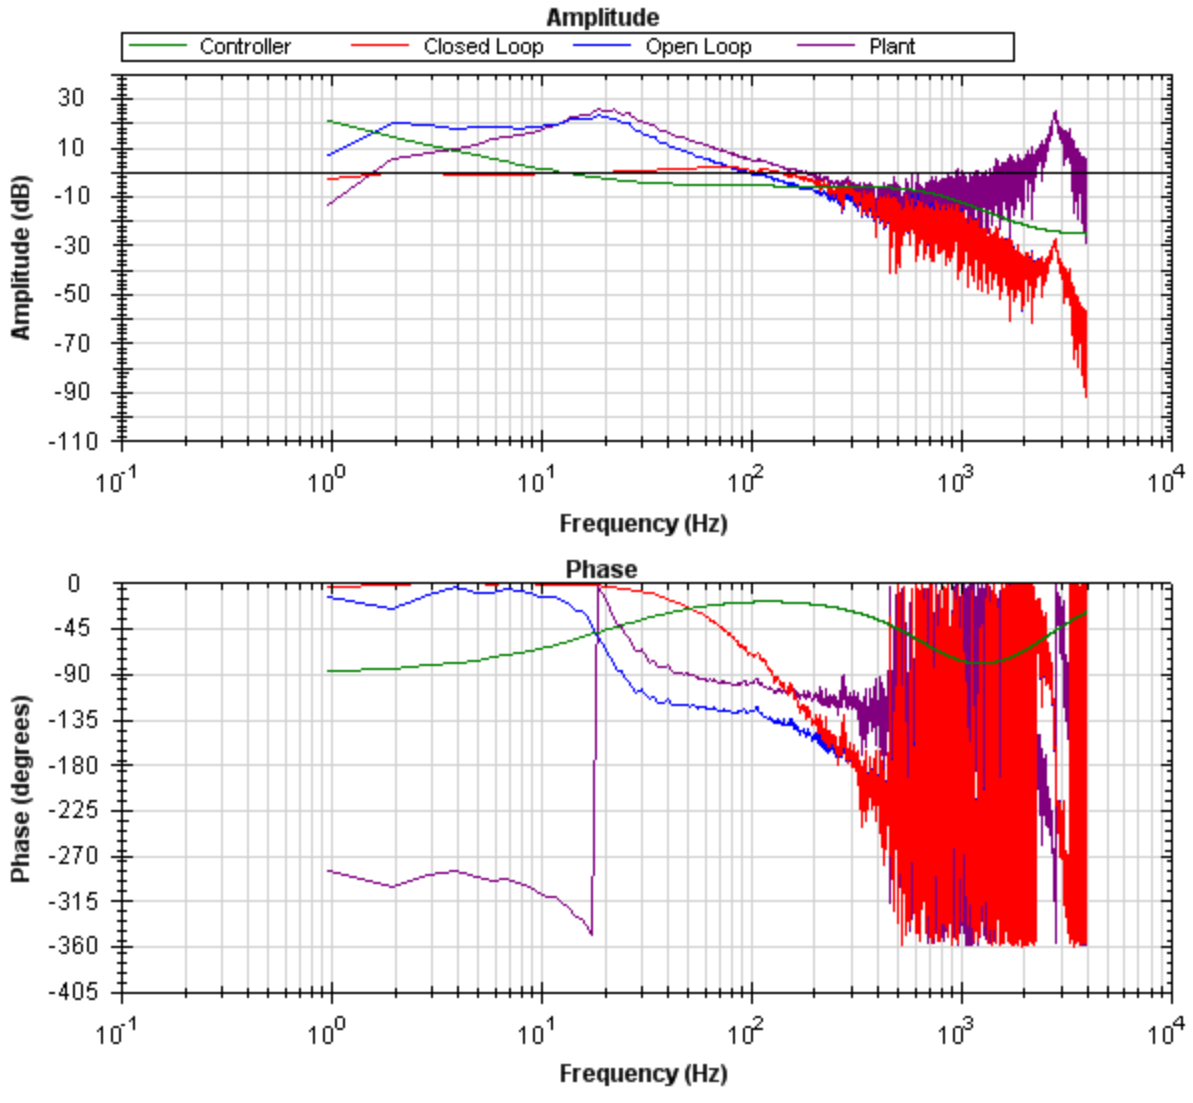 Amplitude
Controller Closed Loop Open Loop Plant
30
10
-10
-30
-50
-70
-90
-110
Amplitude (dB)
10-1 100 101 102 103 104
Frequency (Hz)
Phase
0
-45
-90
-135
-180
-225
-270
-315
-360
-405
Phase (degrees)
10-1 100 101 102 103 104
Frequency (Hz)